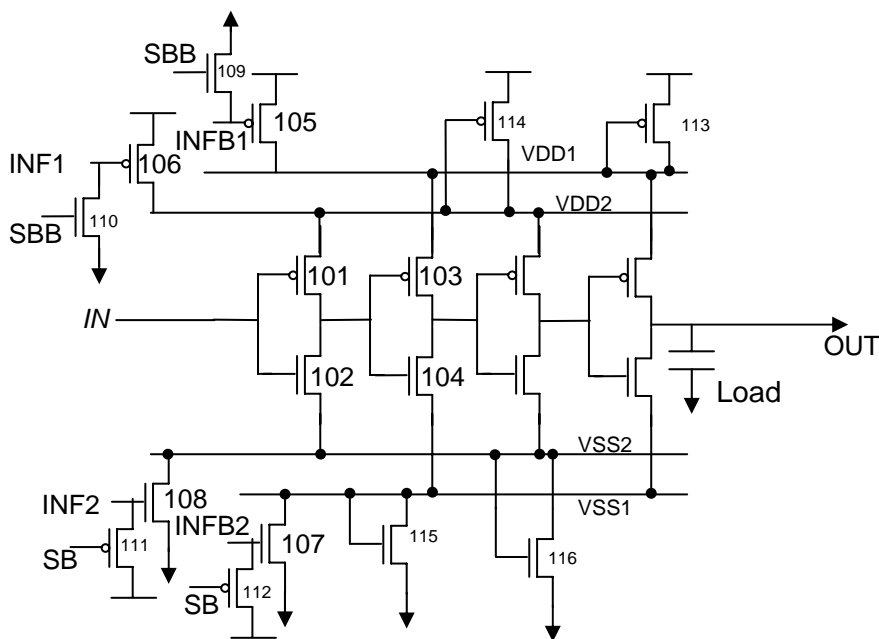 SBB
109
105
114
113
INFB1
VDD1
INF1
106
110
VDD2
SBB
101
103
IN
OUT
102
104
Load
VSS2
INF2
108
VSS1
INFB2
111
107
115
SB
116
112
SB